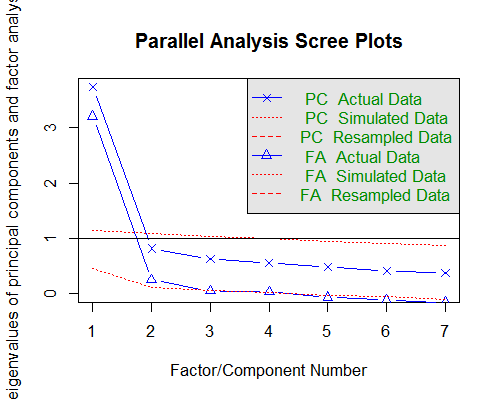 Parallel Analysis Scree Plots
eigenvalues of principal components and factor analys
3
2
1
0
PC Actual Data
PC Simulated Data
PC Resampled Data
FA Actual Data
FA Simulated Data
FA Resampled Data
1 2 3 4 5 6 7
Factor/Component Number